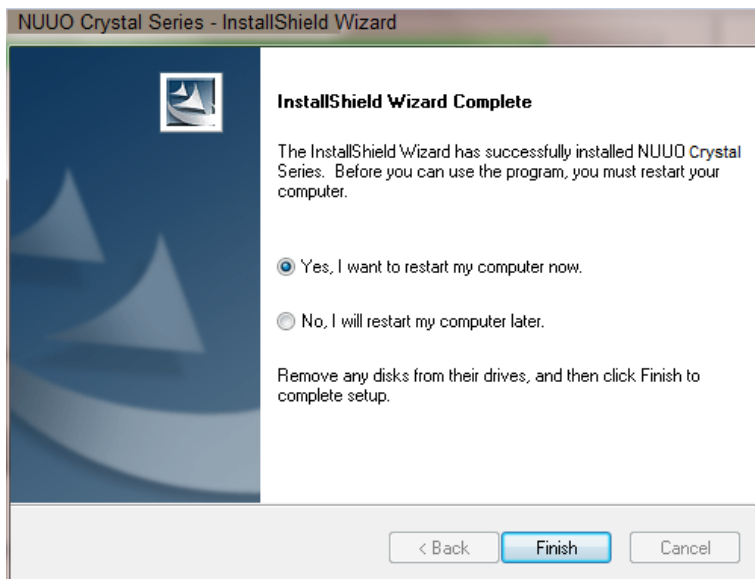 NUUO Crystal Series - InstallShield Wizard
InstallShield Wizard Complete
The InstallShield Wizard has successfully installed NUUO Crystal
Series.  Before you can use the program, you must restart your
computer.
Yes, I want to restart my computer now.
No, I will restart my computer later.
Remove any disks from their drives, and then click Finish to
complete setup.
< Back
Finish
Cancel